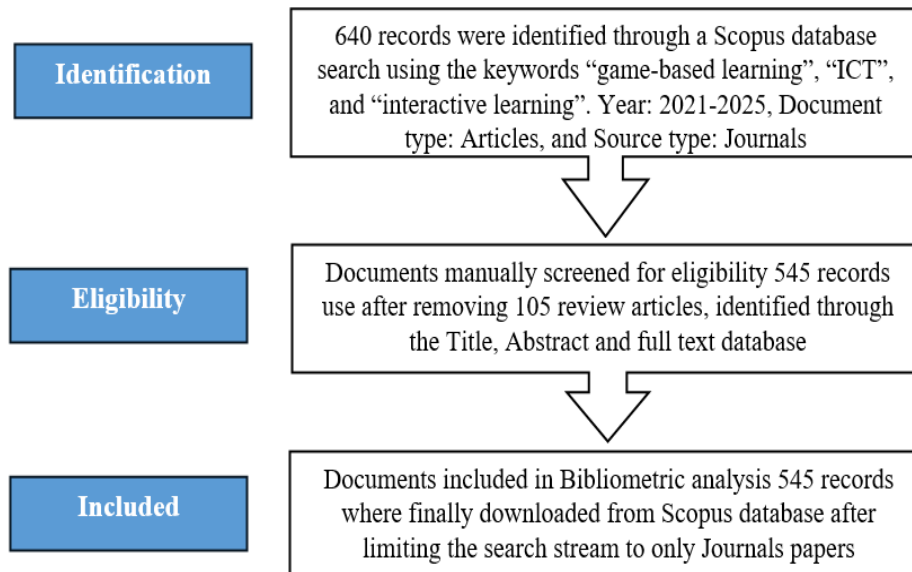 Identification
640 records were identified through a Scopus database
search using the keywords “game-based learning”, “ICT”,
and “interactive learning”. Year: 2021-2025, Document
type: Articles, and Source type: Journals
Eligibility
Documents manually screened for eligibility 545 records
use after removing 105 review articles, identified through
the Title, Abstract and full text database
Included
Documents included in Bibliometric analysis 545 records
where finally downloaded from Scopus database after
limiting the search stream to only Journals papers